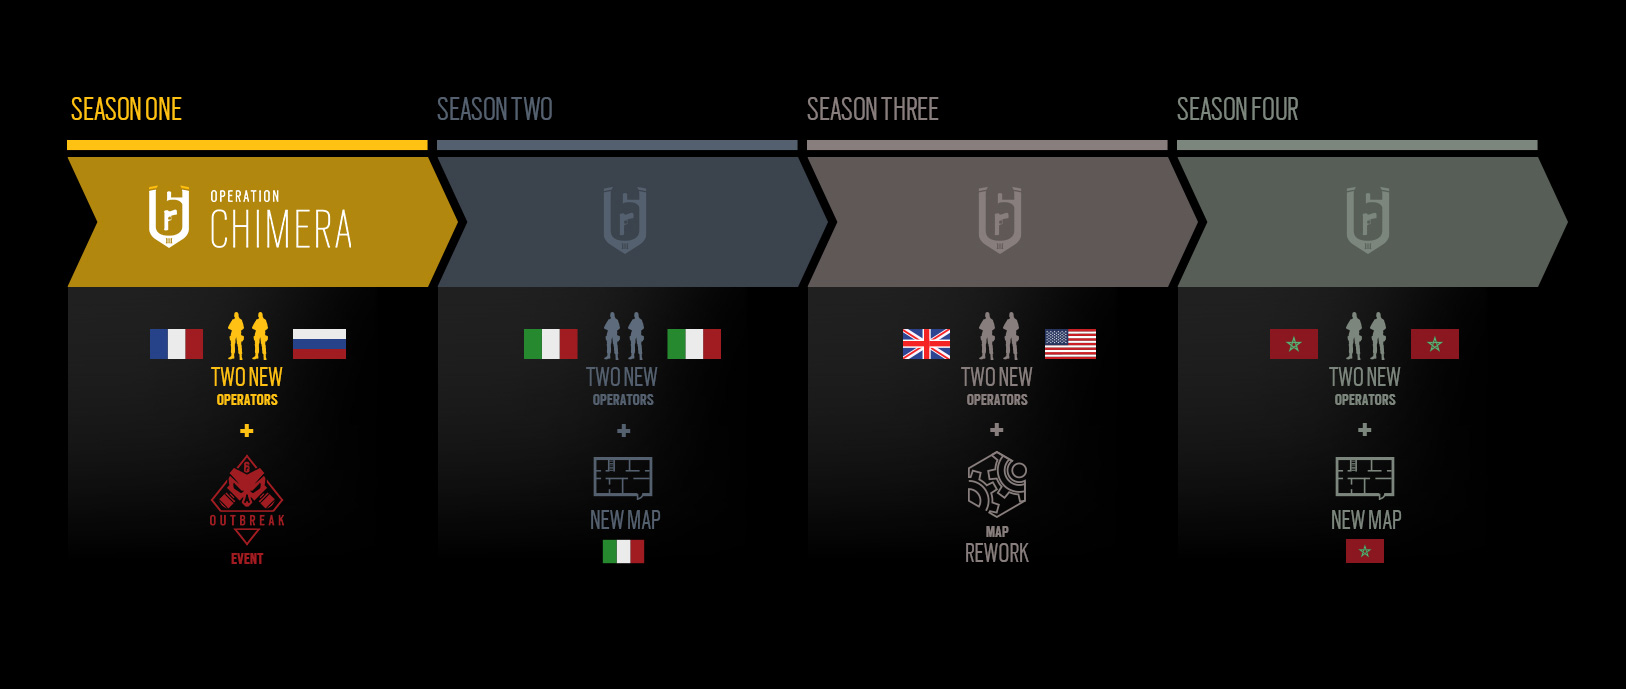 SEASON ONE
SEASON TWO
SEASON THREE
SEASON FOUR
OPERATION
CHIMERA
TWO NEW
OPERATORS
+
6
OUTBREAK
EVENT
TWO NEW
OPERATORS
+
NEW MAP
TWO NEW
OPERATORS
+
MAP
REWORK
TWO NEW
OPERATORS
+
NEW MAP